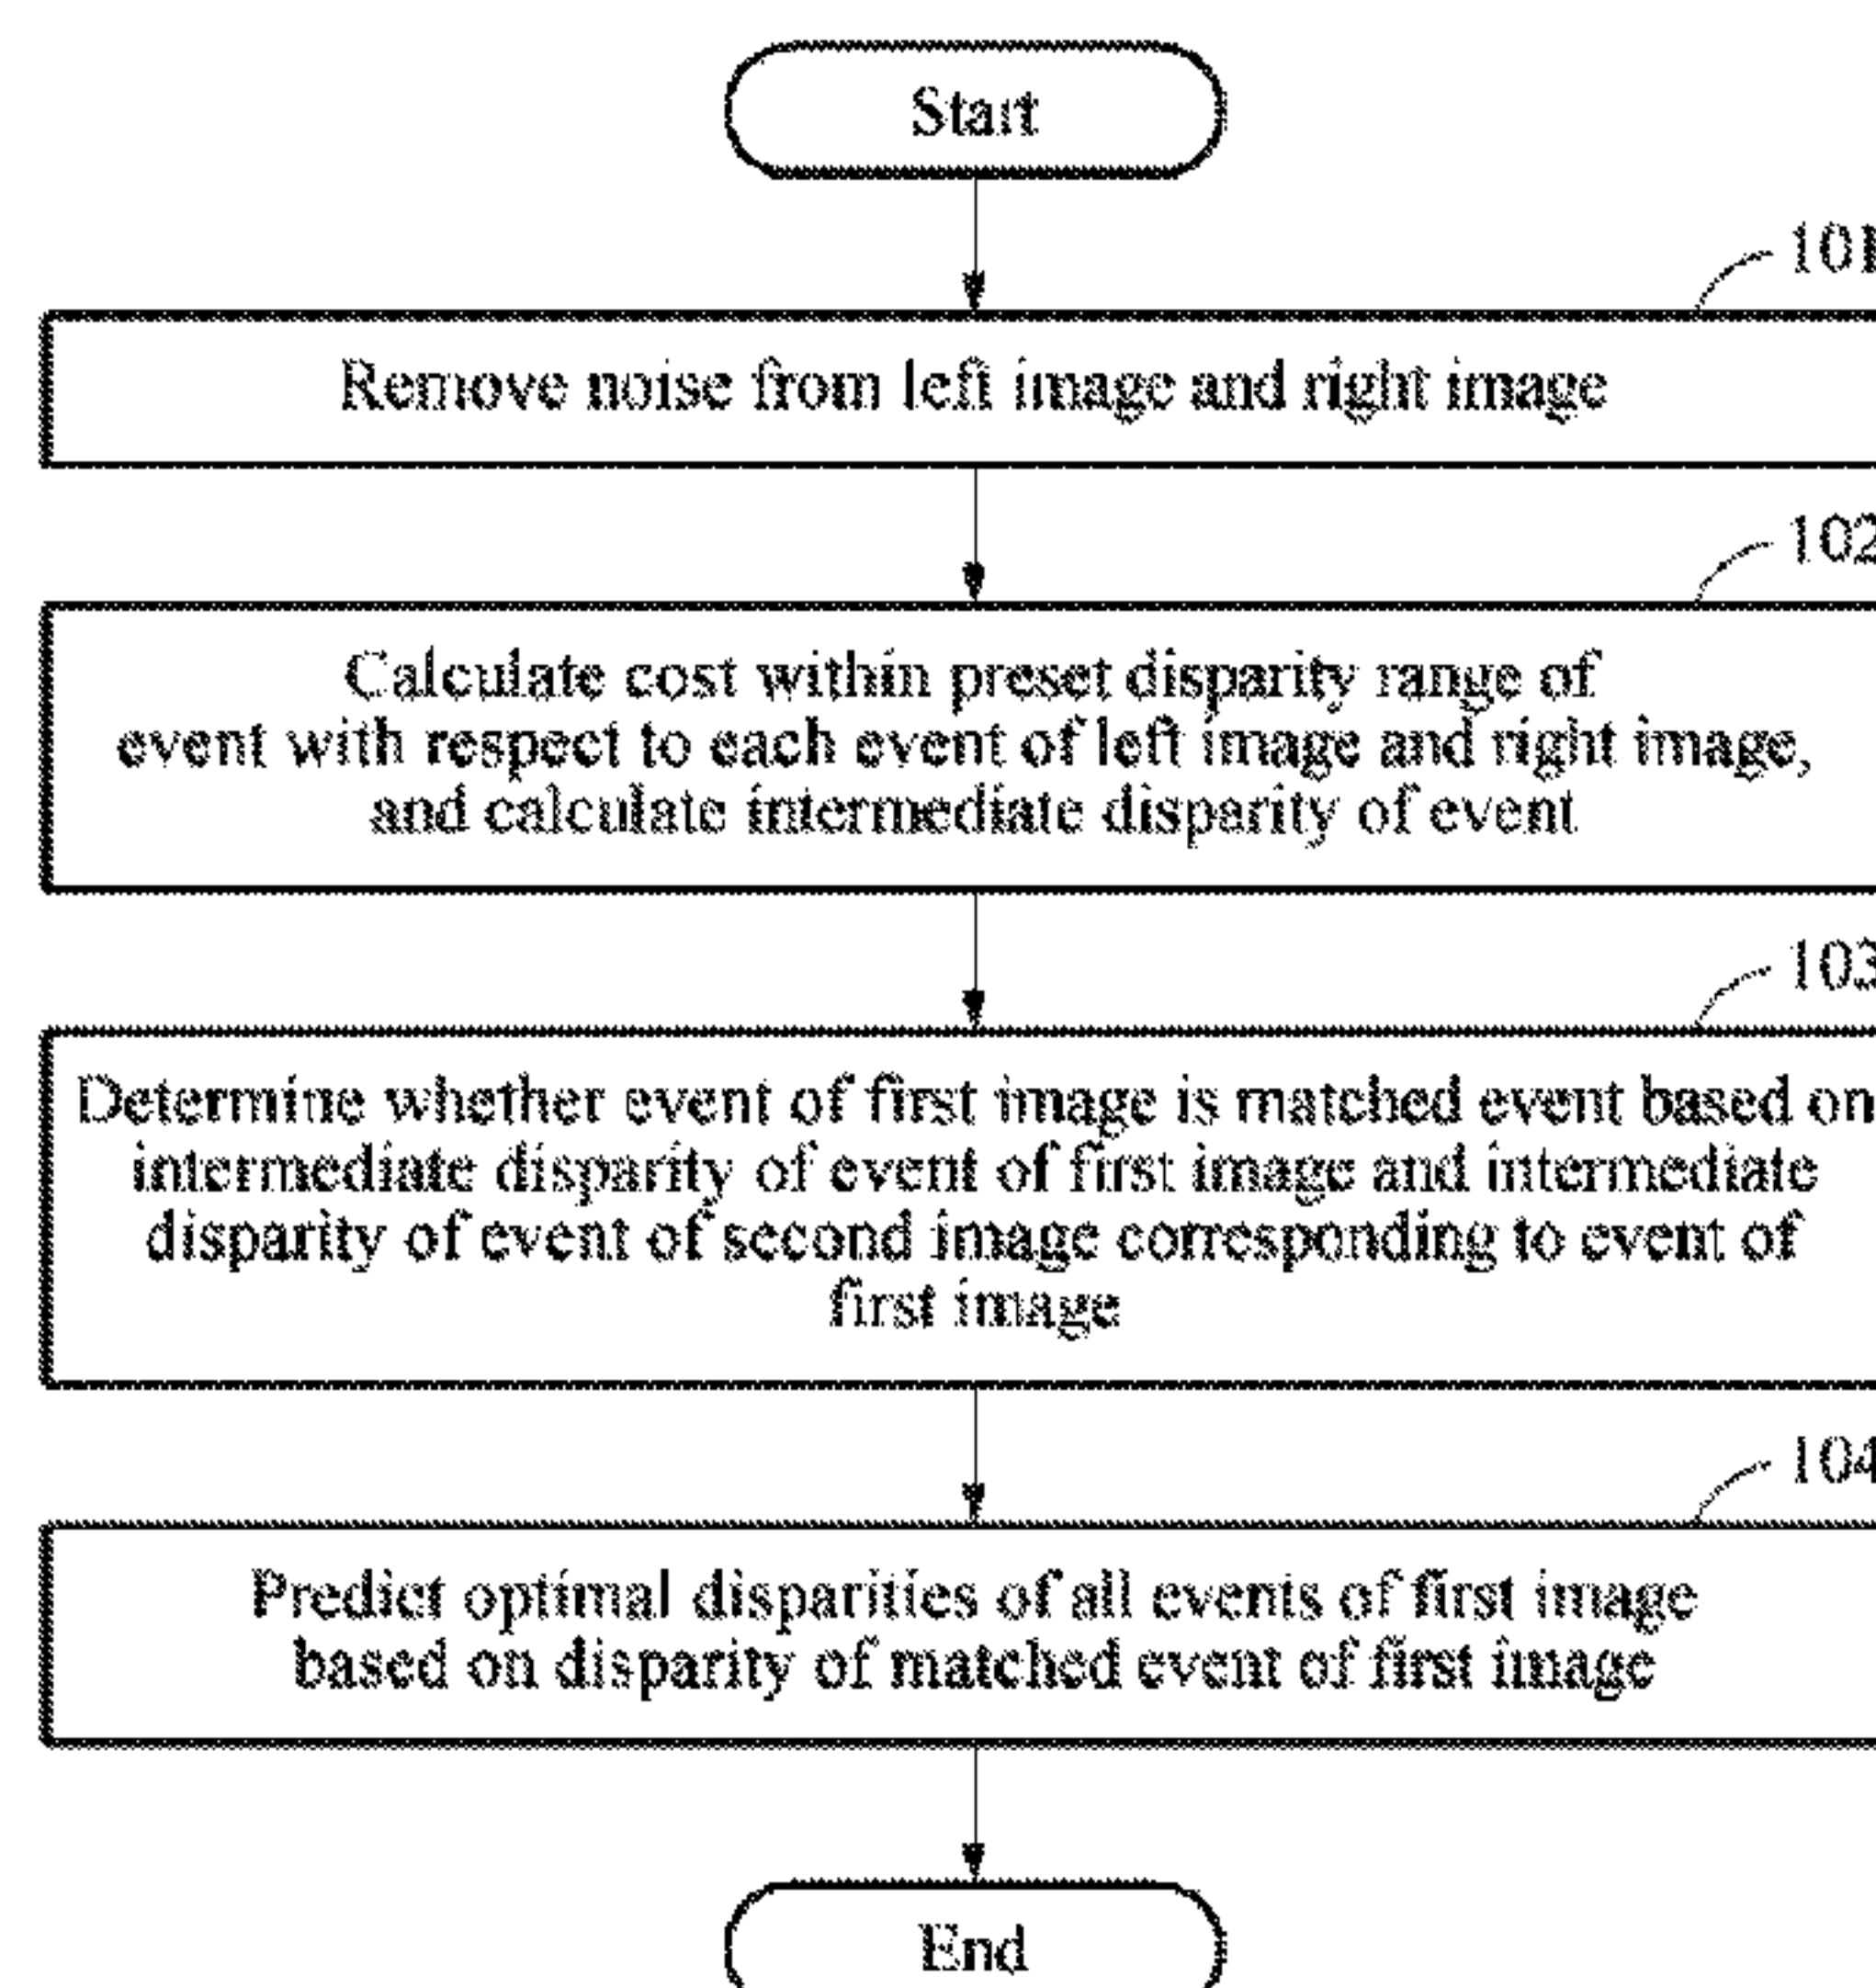 Start
101
Remove noise from left image and right image
102
Calculate cost within preset disparity range of
event with respect to each event of left image and right image,
and calculate intermediate disparity of event
103
Determine whether event of first image is matched event based on
intermediate disparity of event of first image and intermediate
disparity of event of second image corresponding to event of
first image
104
Predict optimal disparities of all events of first image
based on disparity of matched event of first image
End